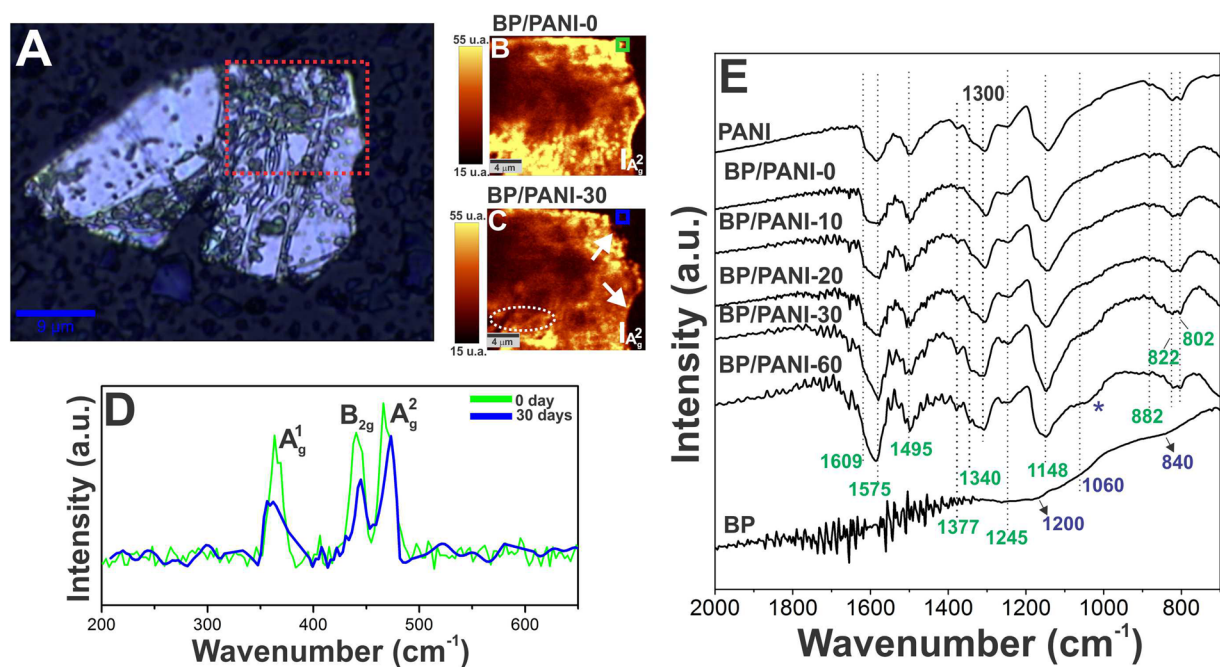 A
9 µm
BP/PANI-0
55 u.a.
B
4 µm
I A²g
15 u.a.
BP/PANI-30
55 u.a.
C
4 µm
I A²g
15 u.a.
D
0 day
30 days
A¹g
B2g
A²g
Intensity (a.u.)
200 300 400 500 600
Wavenumber (cm⁻¹)
E
1300
PANI
BP/PANI-0
BP/PANI-10
BP/PANI-20
BP/PANI-30
BP/PANI-60
802
822
*
882
1609
1495
1340
1148
840
1575
1060
BP
1377
1200
1245
Intensity (a.u.)
2000 1800 1600 1400 1200 1000 800
Wavenumber (cm⁻¹)